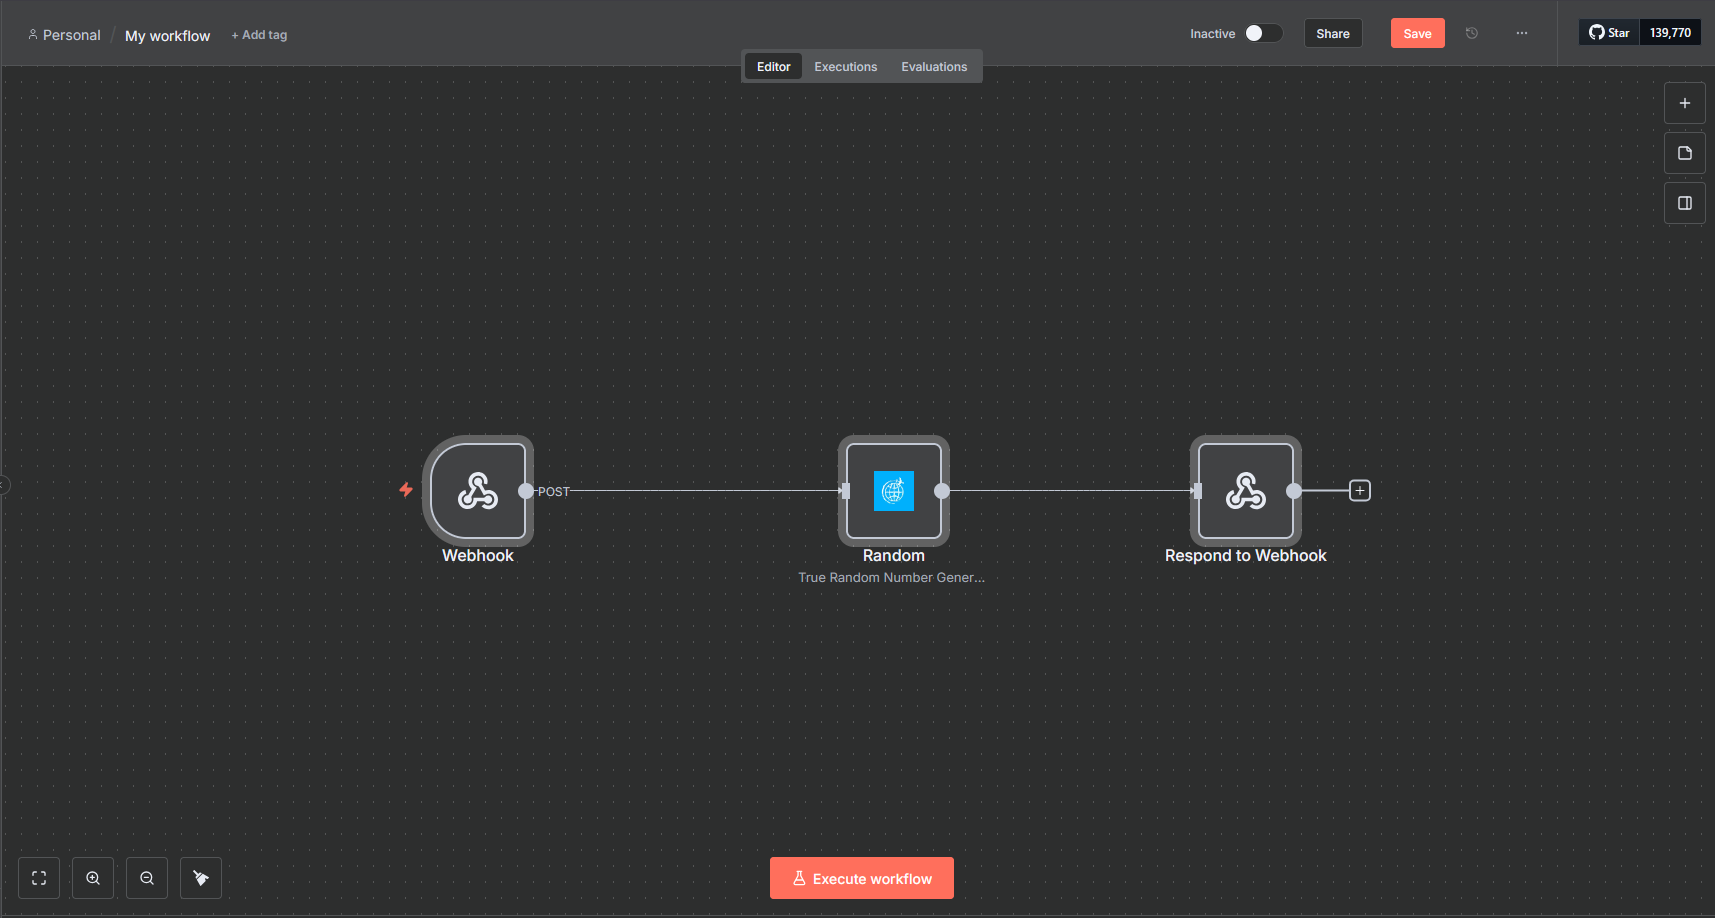 Personal / My workflow + Add tag
Inactive
Share
Save
Star 139,770
Editor Executions Evaluations
POST
Webhook
Random
True Random Number Gener...
Respond to Webhook
Execute workflow